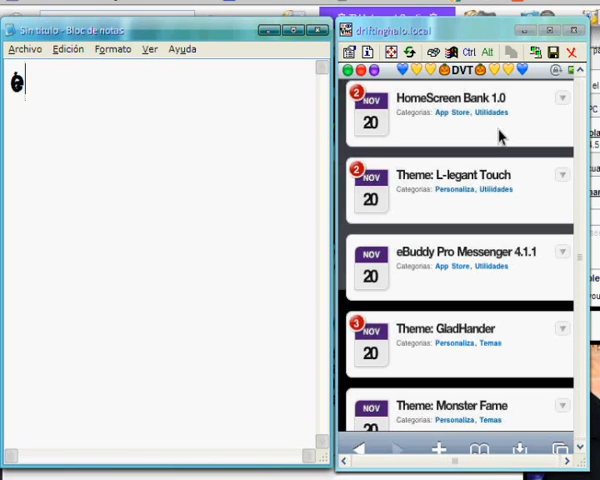 Sin título - Bloc de notas
Archivo Edición Formato Ver Ayuda
é
driftinghalo.local
Ctrl Alt
DVT
2
NOV
20
HomeScreen Bank 1.0
Categorias: App Store, Utilidades
2
NOV
20
Theme: L-legant Touch
Categorias: Personaliza, Utilidades
NOV
20
eBuddy Pro Messenger 4.1.1
Categorias: App Store, Utilidades
3
NOV
20
Theme: GladHander
Categorias: Personaliza, Temas
NOV
20
Theme: Monster Fame
Categorias: Personaliza, Temas